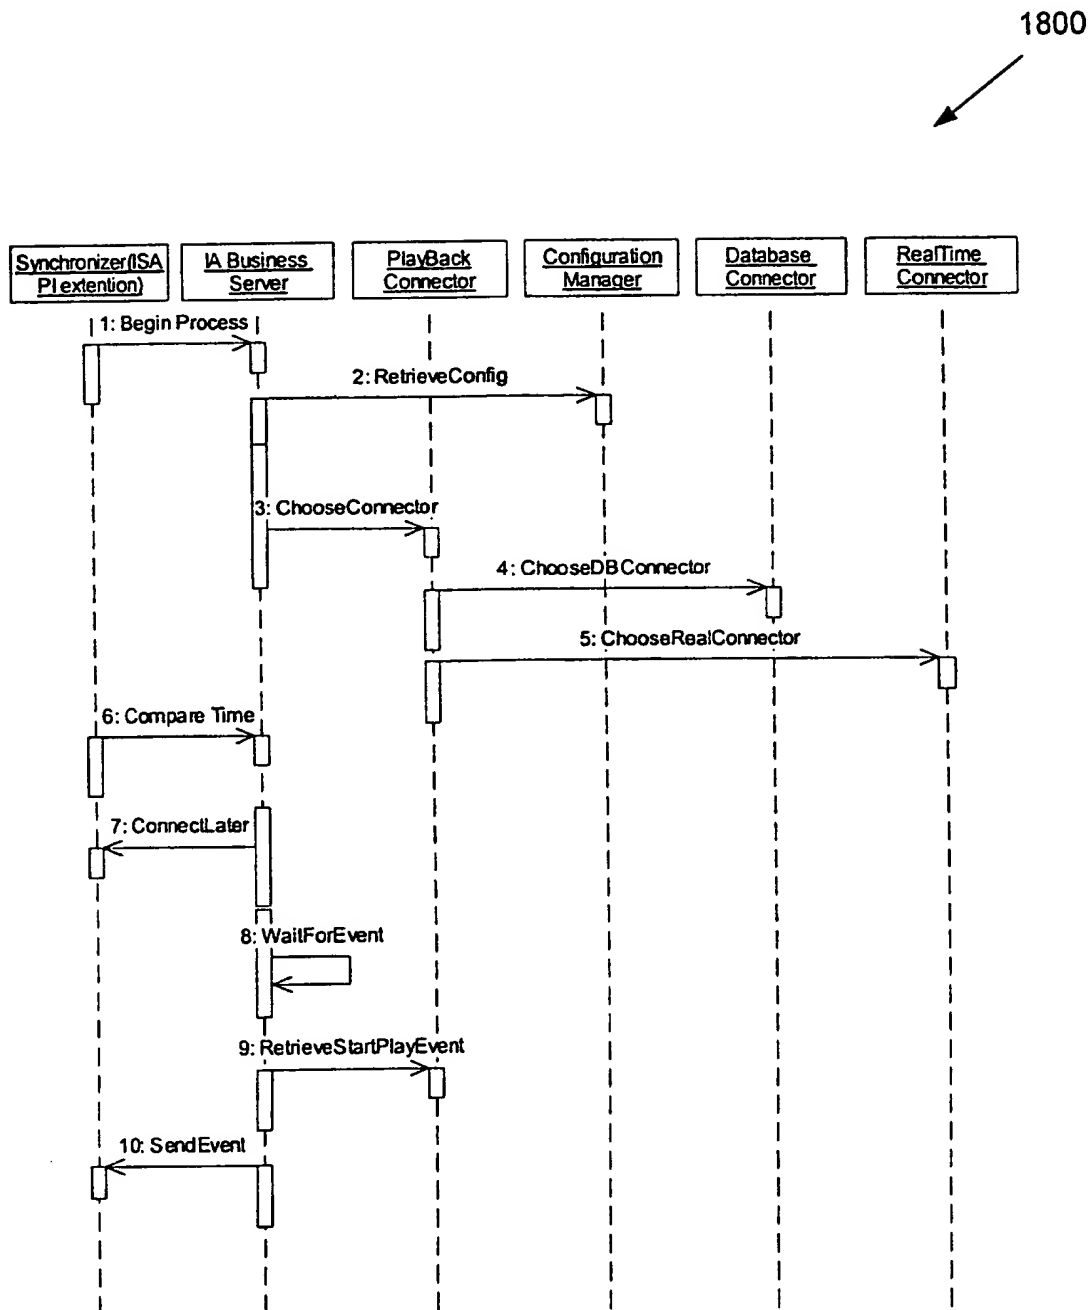 1800
Synchronizer(ISA
PI extention)
IA Business
Server
PlayBack
Connector
Configuration
Manager
Database
Connector
RealTime
Connector
1: Begin Process
2: RetrieveConfig
3: ChooseConnector
4: ChooseDBConnector
5: ChooseRealConnector
6: Compare Time
7: ConnectLater
8: WaitForEvent
9: RetrieveStartPlayEvent
10: SendEvent